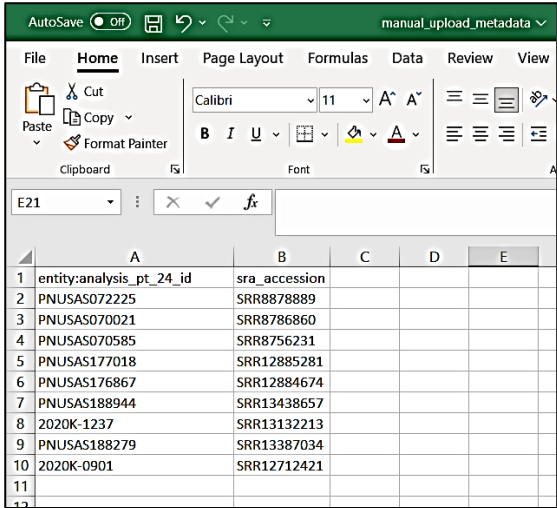 AutoSave Off manual_upload_metadata
File Home Insert Page Layout Formulas Data Review View
Paste
Cut
Copy
Format Painter
Calibri 11 A^ A˅
B I U A
Clipboard Font
E21 fx
A B C D E
1 entity:analysis_pt_24_id sra_accession
2 PNUSAS072225 SRR8878889
3 PNUSAS070021 SRR8786860
4 PNUSAS070585 SRR8756231
5 PNUSAS177018 SRR12885281
6 PNUSAS176867 SRR12884674
7 PNUSAS188944 SRR13438657
8 2020K-1237 SRR13132213
9 PNUSAS188279 SRR13387034
10 2020K-0901 SRR12712421
11
12